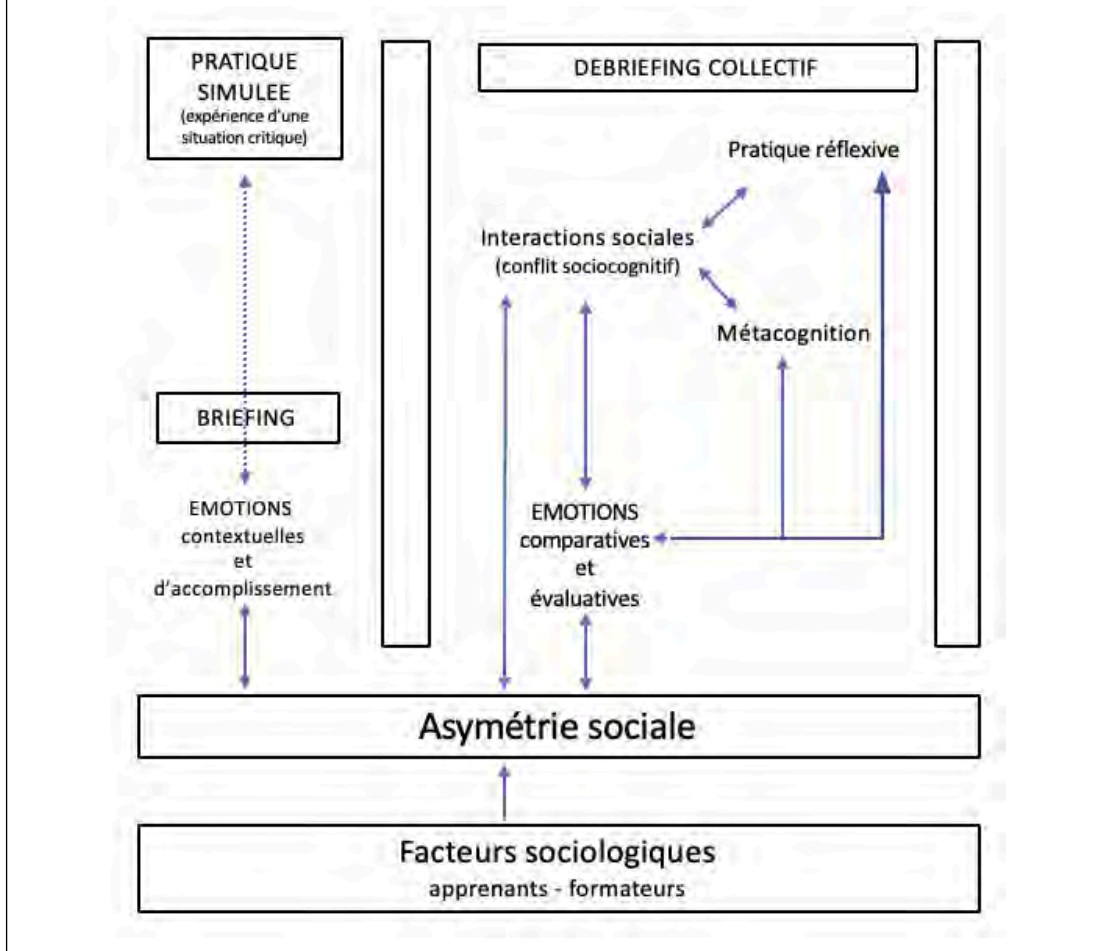 PRATIQUE
SIMULEE
(expérience d'une
situation critique)
BRIEFING
EMOTIONS
contextuelles
et
d'accomplissement
DEBRIEFING COLLECTIF
Pratique réflexive
Interactions sociales
(conflit sociocognitif)
Métacognition
EMOTIONS
comparatives
et
évaluatives
Asymétrie sociale
Facteurs sociologiques
apprenants - formateurs